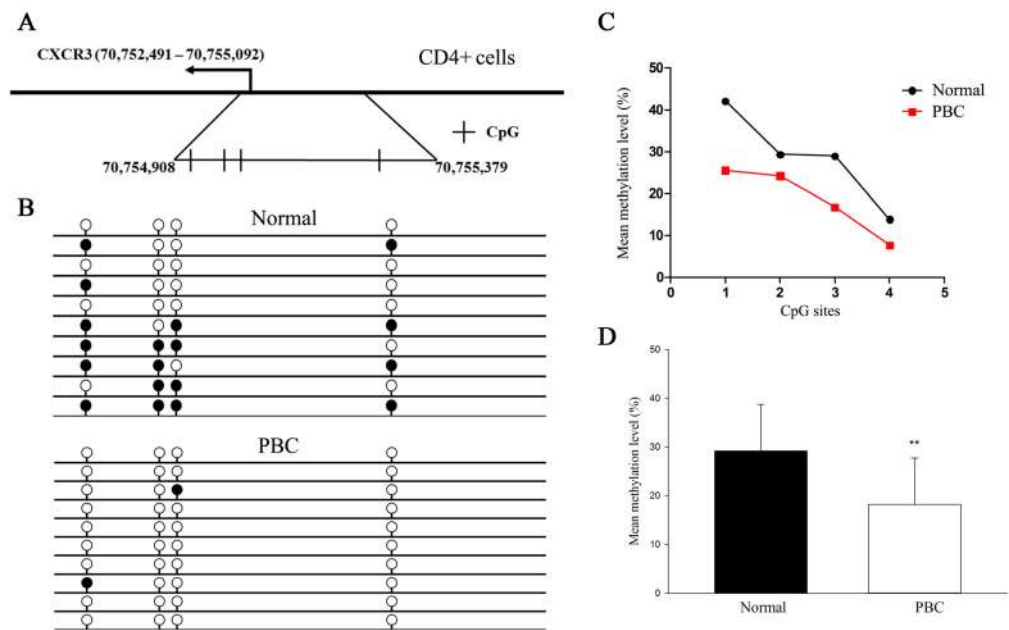 A
CXCR3 (70,752,491 – 70,755,092)
CD4+ cells
CpG
70,754,908
70,755,379
B
Normal
PBC
C
Mean methylation level (%)
50
40
30
20
10
0
0 1 2 3 4 5
CpG sites
Normal
PBC
D
Mean methylation level (%)
50
40
30
20
10
0
**
Normal PBC